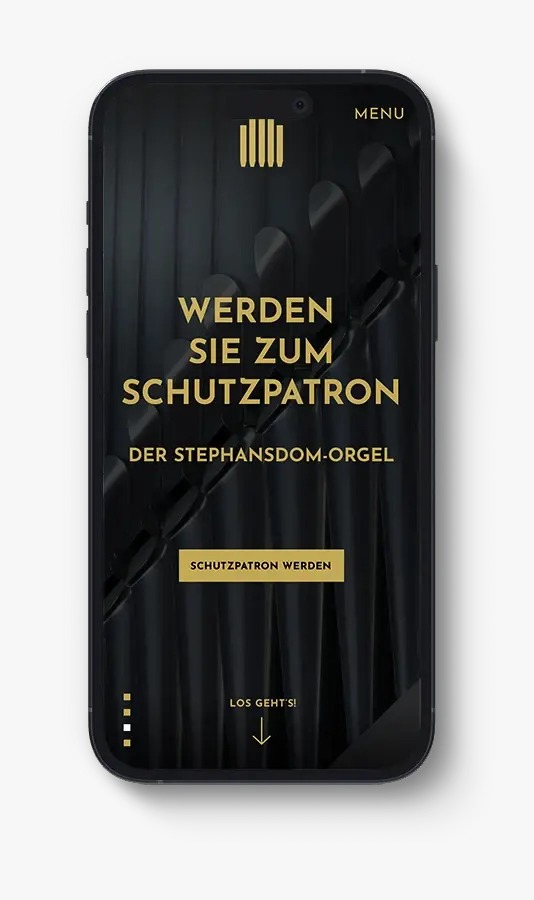 MENU
WERDEN
SIE ZUM
SCHUTZPATRON
DER STEPHANSDOM-ORGEL
SCHUTZPATRON WERDEN
LOS GEHT'S!